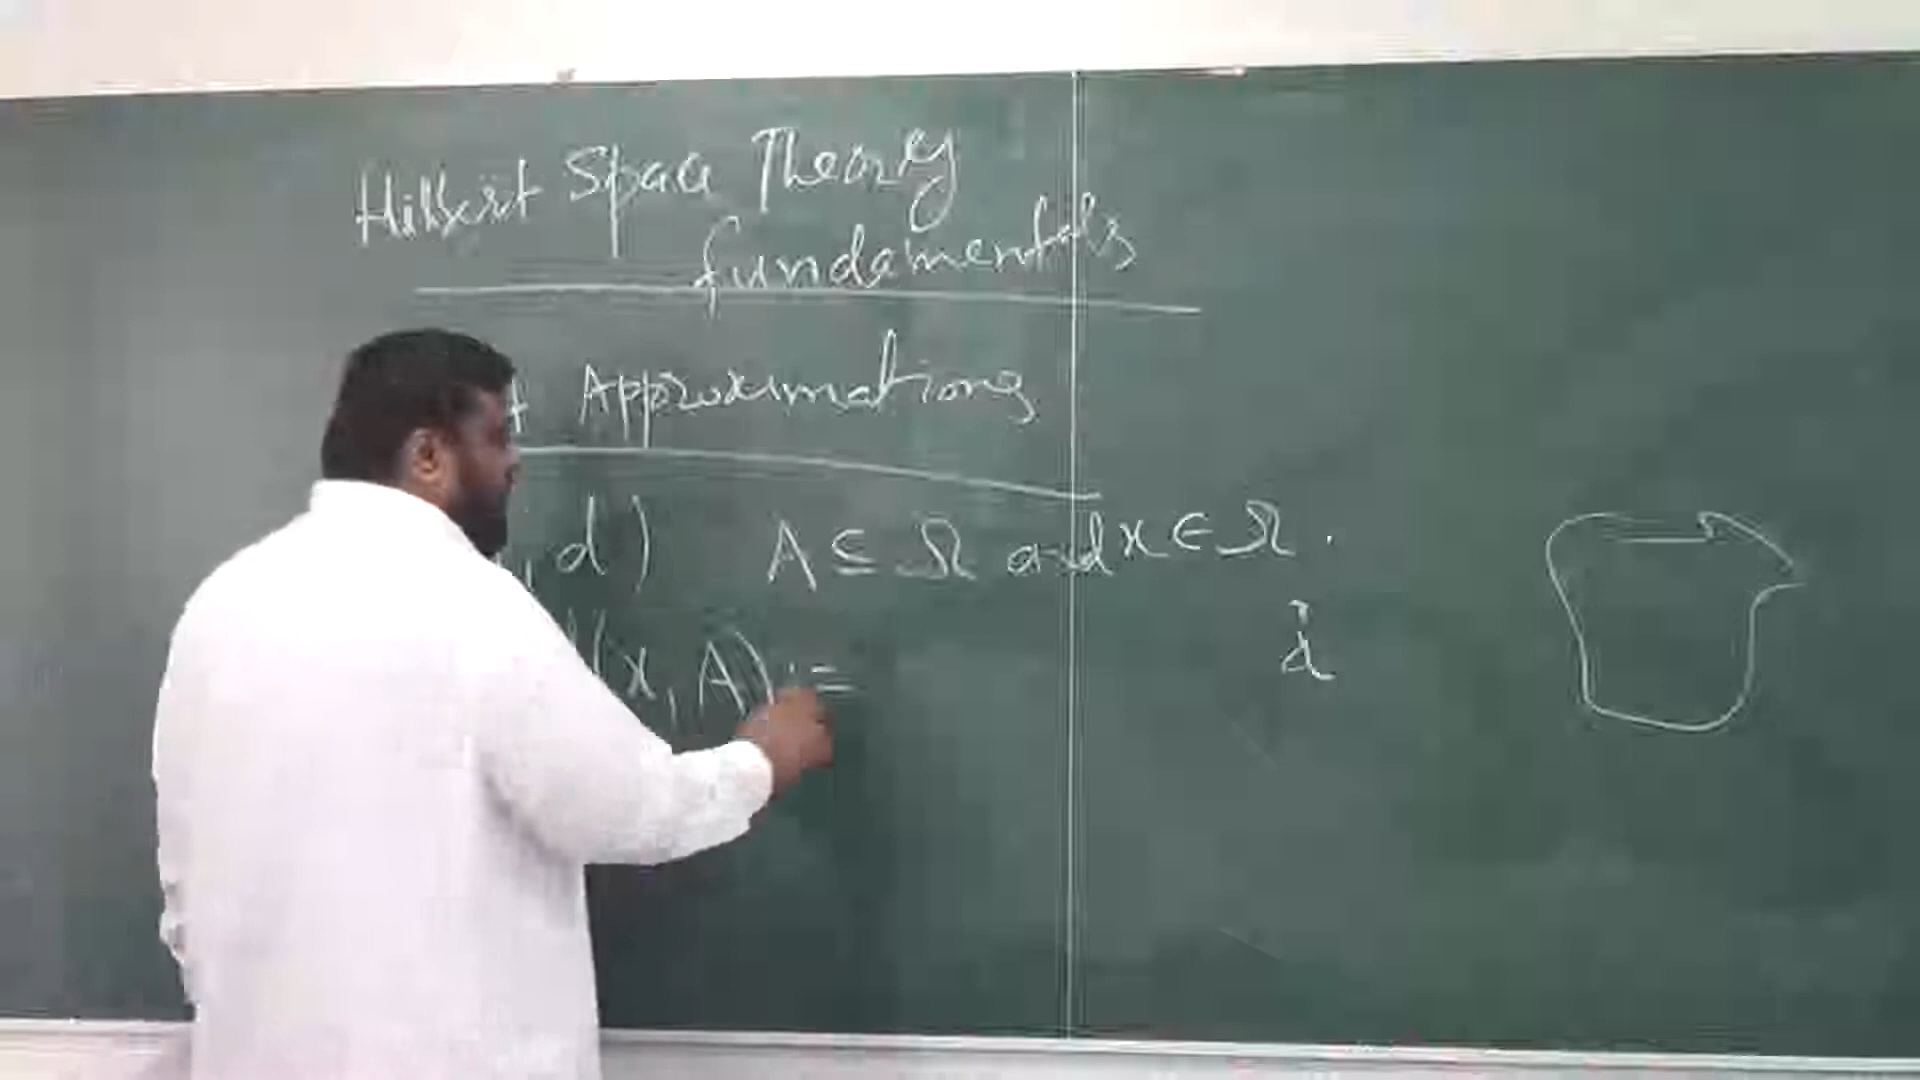 Hilbert Space Theory
fundamentals
Approximations
, d) A ⊆ Ω and x ∈ Ω .
(x, A) :=
x